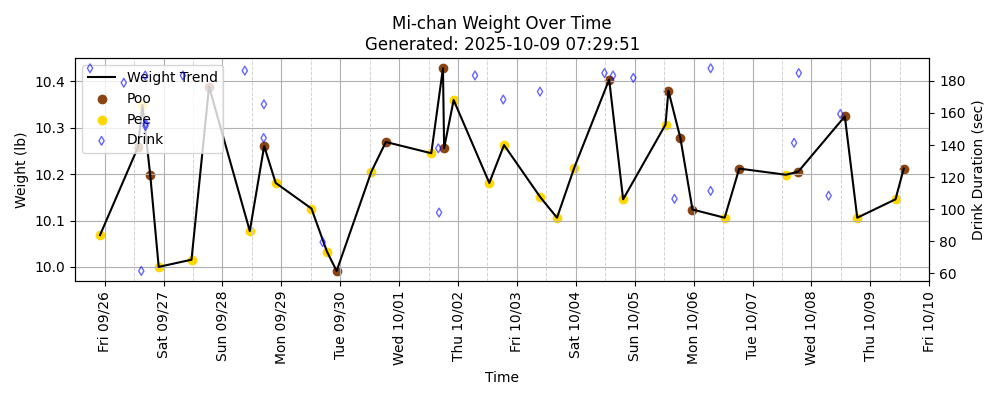 Mi-chan Weight Over Time
Generated: 2025-10-09 07:29:51
Weight (lb)
10.4
10.3
10.2
10.1
10.0
Weight Trend
Poo
Pee
Drink
180
160
140
120
100
80
60
Drink Duration (sec)
Fri 09/26
Sat 09/27
Sun 09/28
Mon 09/29
Tue 09/30
Wed 10/01
Thu 10/02
Fri 10/03
Sat 10/04
Sun 10/05
Mon 10/06
Tue 10/07
Wed 10/08
Thu 10/09
Fri 10/10
Time